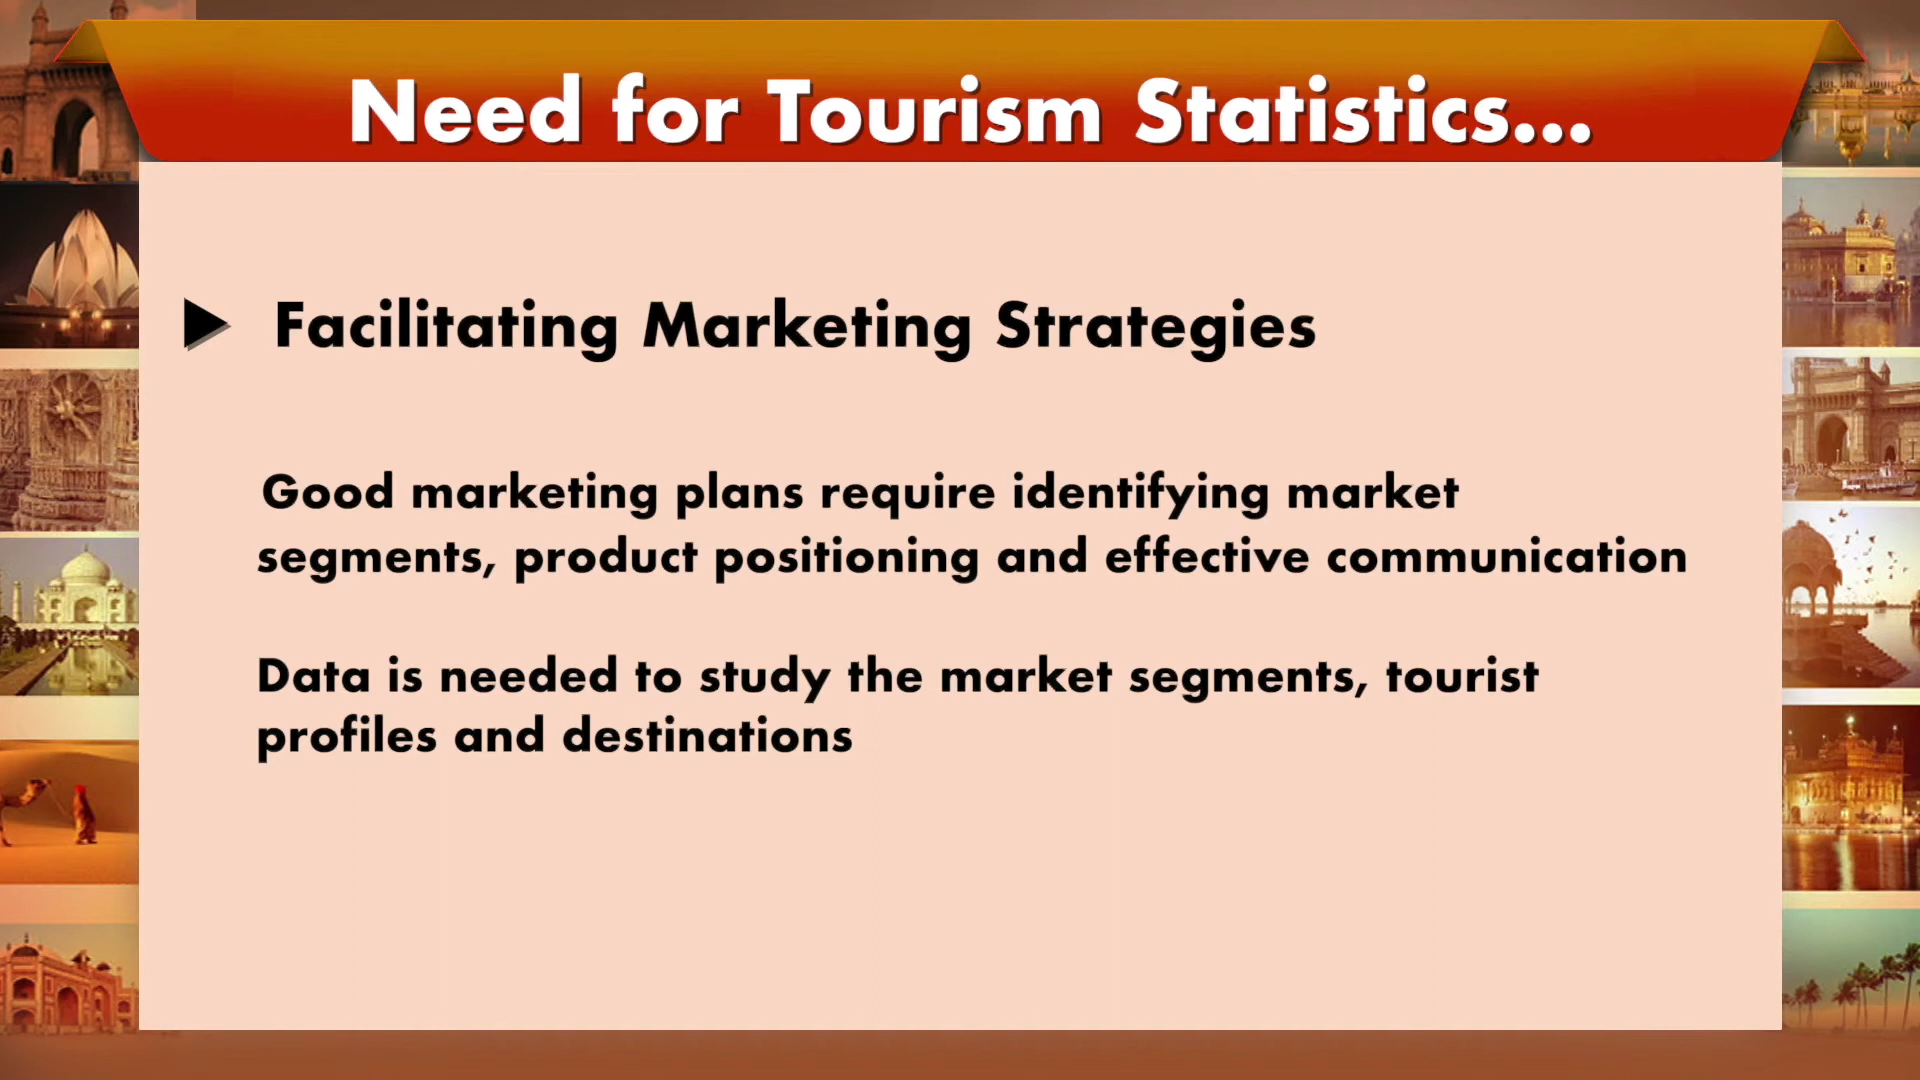 Need for Tourism Statistics...
Facilitating Marketing Strategies
Good marketing plans require identifying market
segments, product positioning and effective communication
Data is needed to study the market segments, tourist
profiles and destinations